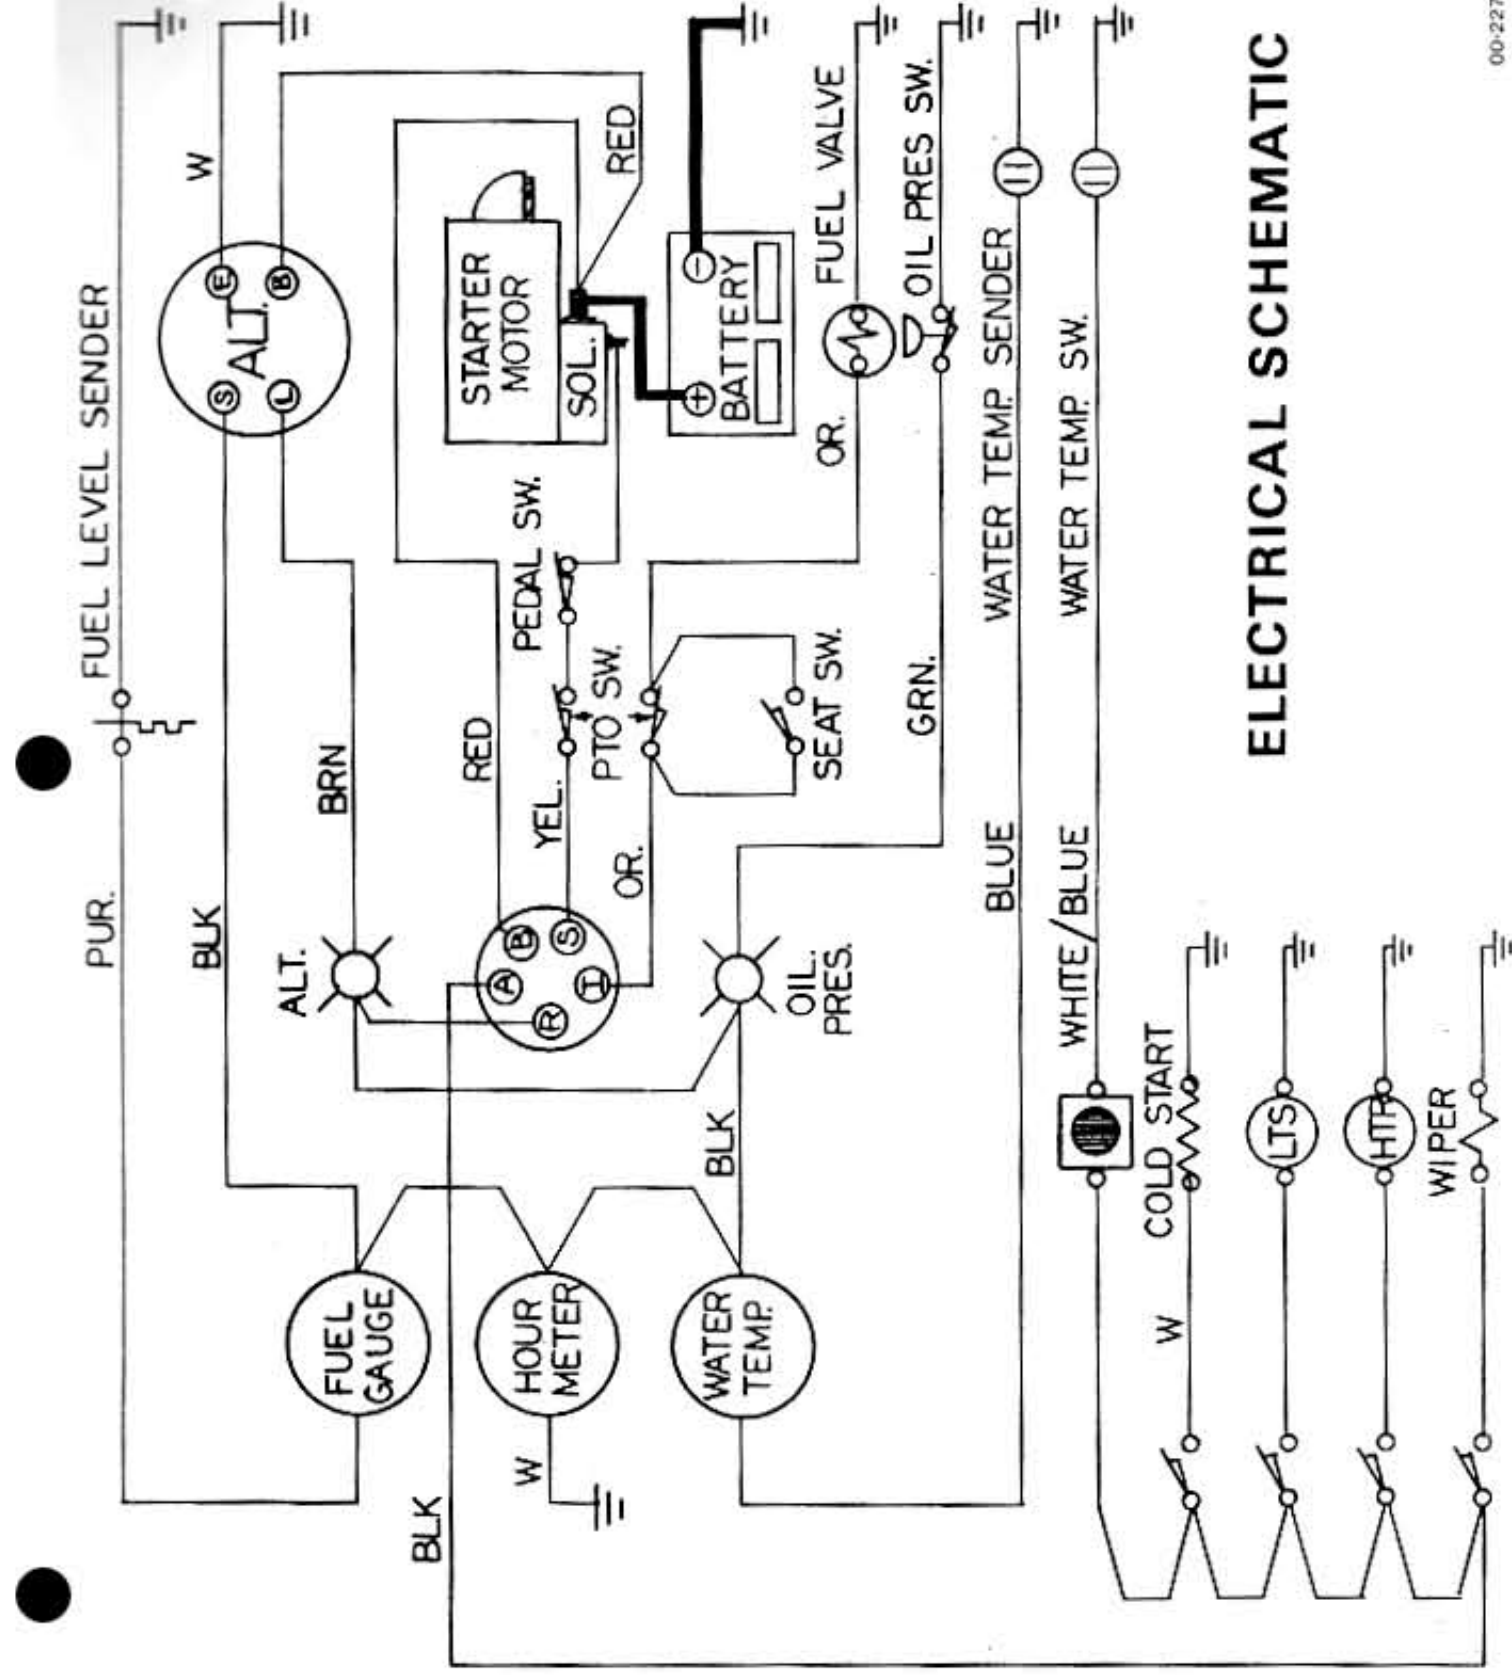 FUEL LEVEL SENDER
PUR.
W
ALT.
E
B
S
L
BLK
BRN
ALT.
RED
STARTER
MOTOR
SOL.
RED
BATTERY
+
-
PEDAL SW.
PTO SW.
YEL.
OR.
SEAT SW.
A
B
S
I
R
FUEL VALVE
OR.
OIL PRES SW.
GRN.
OIL.
PRES.
BLK
WATER TEMP. SENDER
BLUE
WATER TEMP. SW.
WHITE/BLUE
FUEL
GAUGE
HOUR
METER
W
WATER
TEMP.
BLK
COLD START
W
LTS
HTR
WIPER
ELECTRICAL SCHEMATIC
00-227